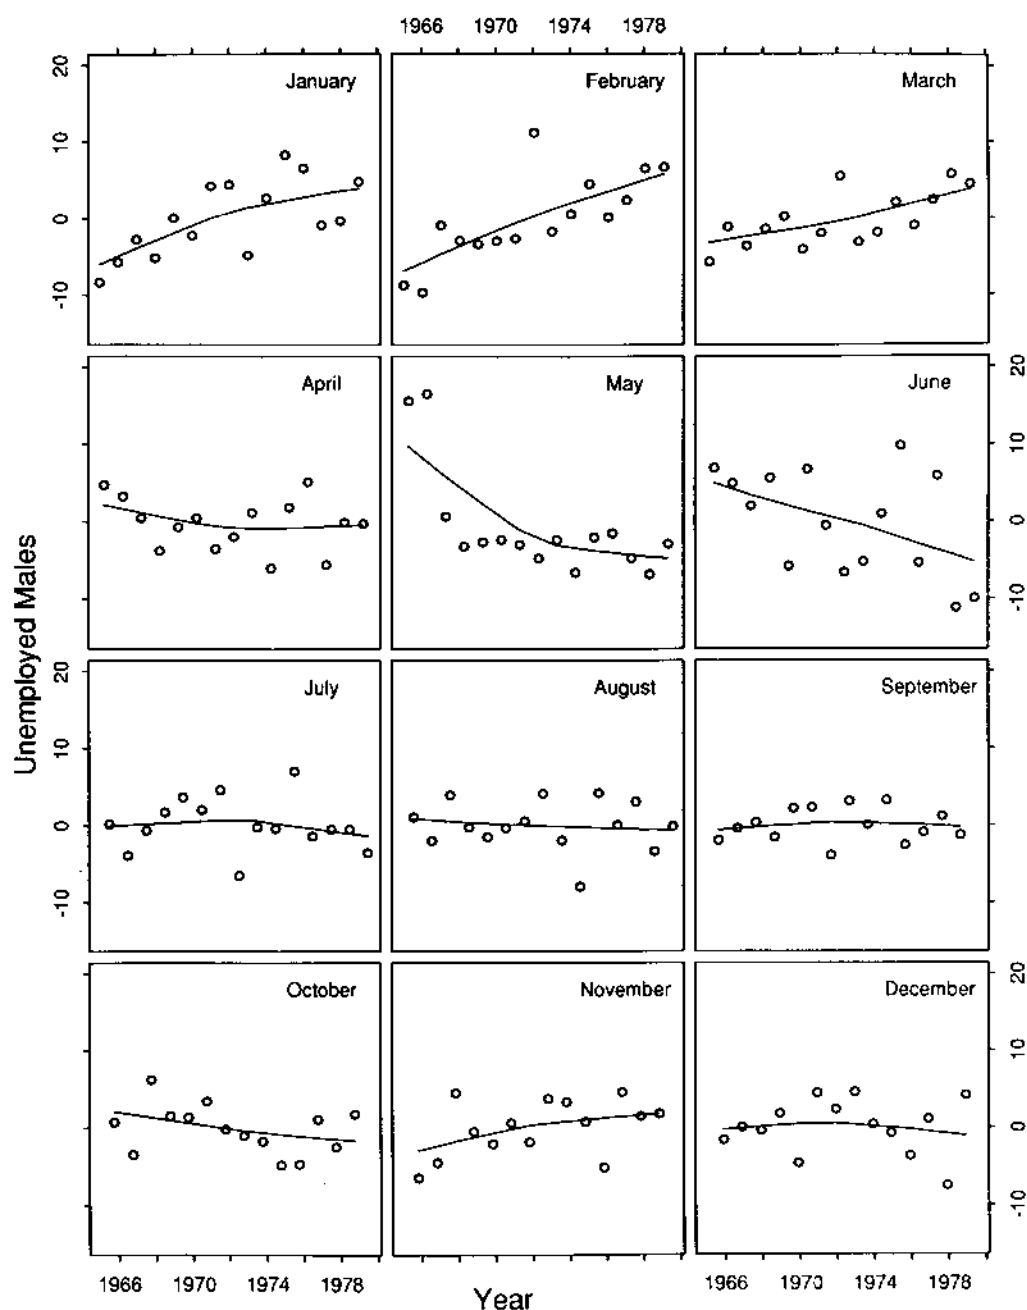 1966 1970 1974 1978
20
10
0
-10
January
February
March
April
May
June
20
10
0
-10
Unemployed Males
20
10
0
-10
July
August
September
October
November
December
20
10
0
-10
1966 1970 1974 1978
1966 1970 1974 1978
Year